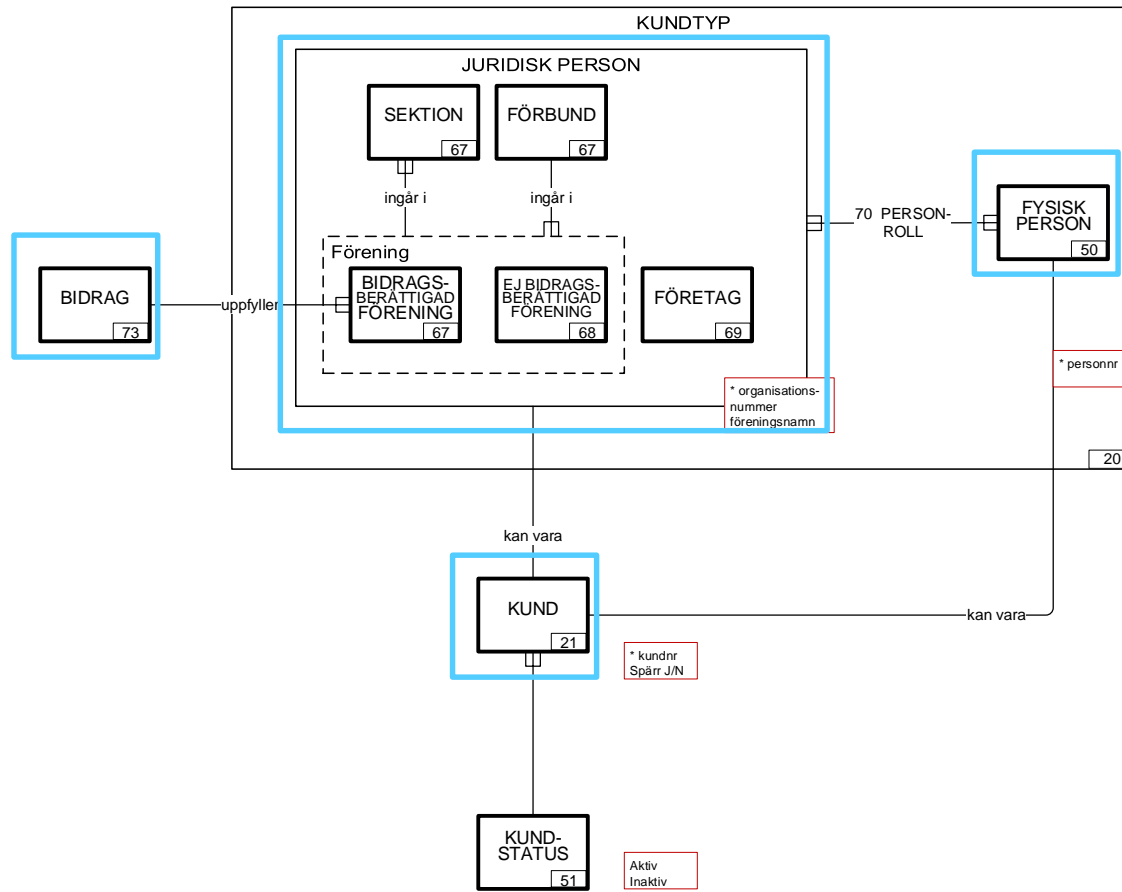 KUNDTYP
JURIDISK PERSON
SEKTION
67
FÖRBUND
67
ingår i
ingår i
Förening
BIDRAGS-
BERÄTTIGAD
FÖRENING
67
EJ BIDRAGS-
BERÄTTIGAD
FÖRENING
68
FÖRETAG
69
* organisations-
nummer
föreningsnamn
BIDRAG
73
uppfyller
70 PERSON-
ROLL
FYSISK
PERSON
50
* personnr
20
kan vara
kan vara
KUND
21
* kundnr
Spärr J/N
KUND-
STATUS
51
Aktiv
Inaktiv